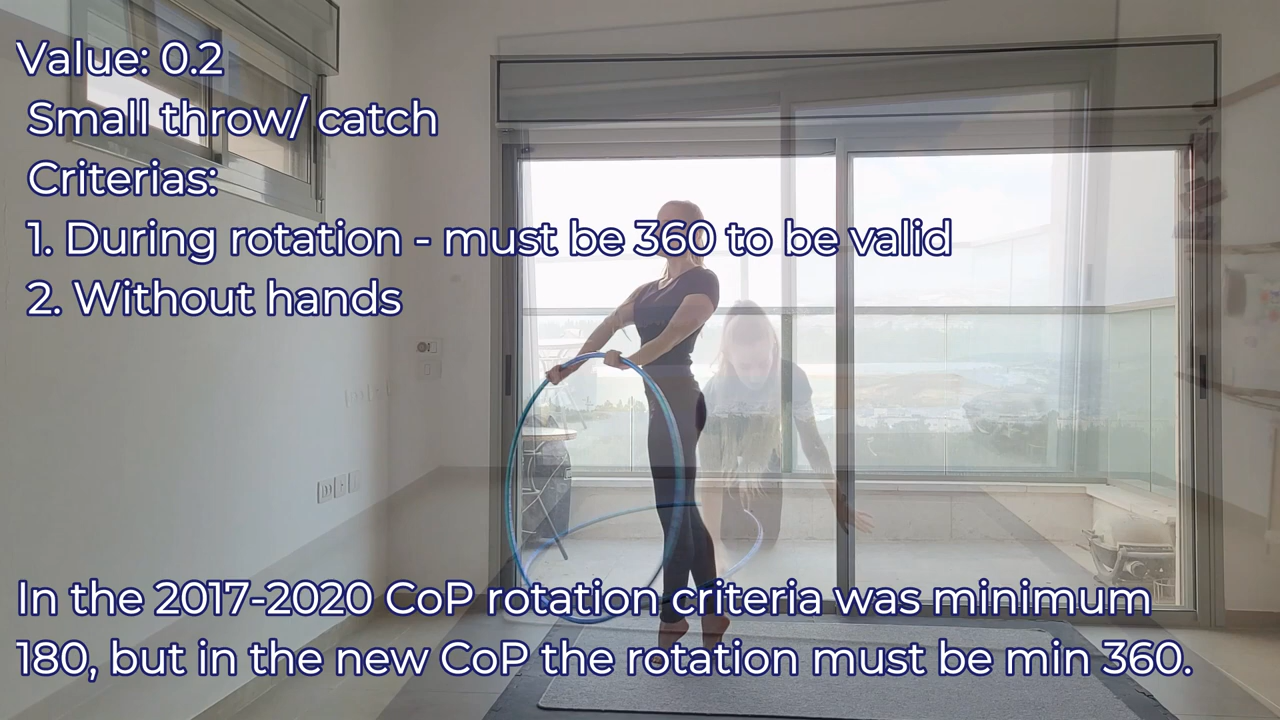 Value: 0.2
Small throw/ catch
Criterias:
1. During rotation - must be 360 to be valid
2. Without hands
In the 2017-2020 CoP rotation criteria was minimum
180, but in the new CoP the rotation must be min 360.